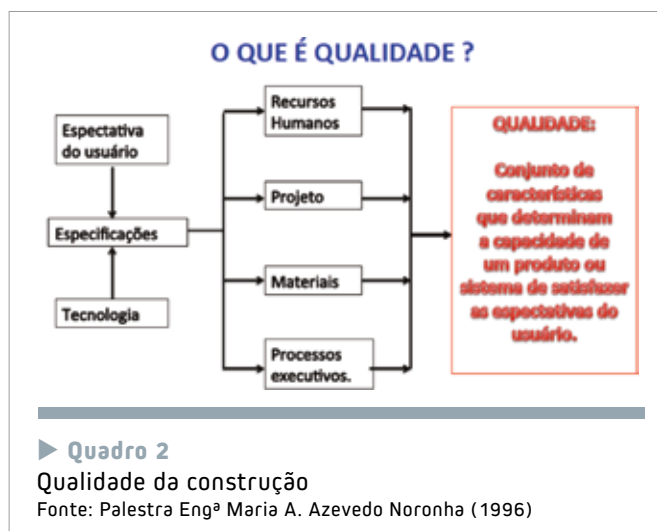 O QUE É QUALIDADE ?
Espectativa
do usuário
Especificações
Tecnologia
Recursos
Humanos
Projeto
Materiais
Processos
executivos.
QUALIDADE:
Conjunto de
características
que determinam
a capacidade de
um produto ou
sistema de satisfazer
as espectativas do
usuário.
▶ Quadro 2
Qualidade da construção
Fonte: Palestra Engª Maria A. Azevedo Noronha (1996)